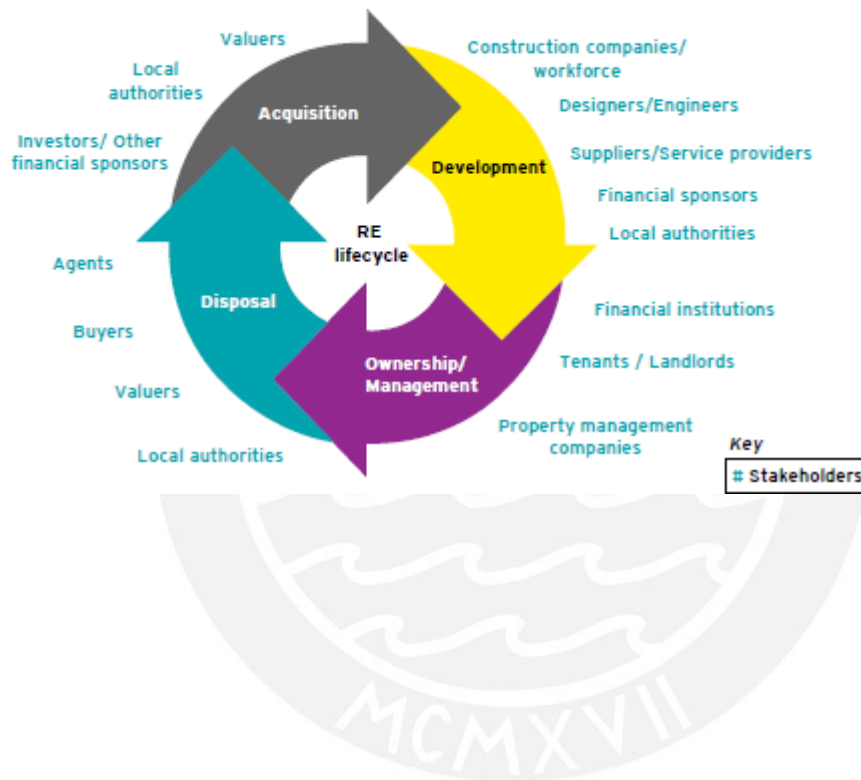 Valuers
Local
authorities
Investors/ Other
financial sponsors
Acquisition
Construction companies/
workforce
Designers/Engineers
Suppliers/Service providers
Financial sponsors
Local authorities
Development
RE
lifecycle
Financial institutions
Tenants / Landlords
Property management
companies
Ownership/
Management
Agents
Buyers
Valuers
Local authorities
Disposal
Key
# Stakeholders
MCMXVII